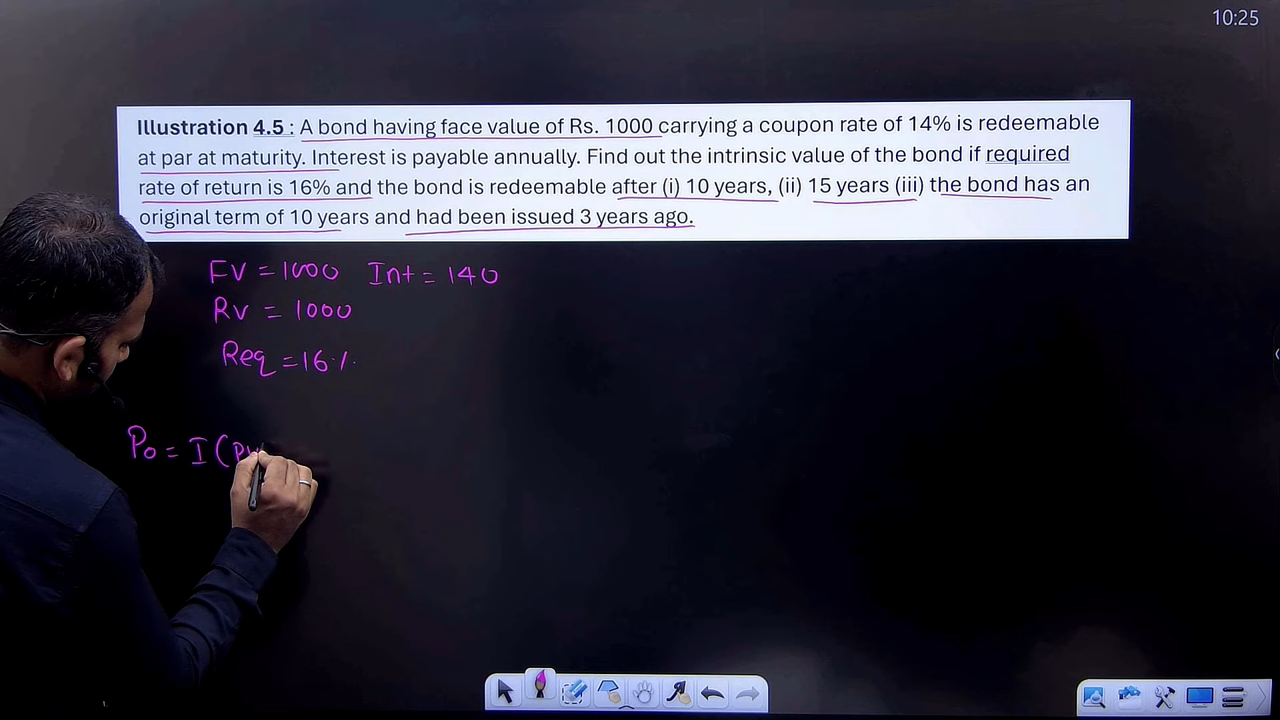 10:25
Illustration 4.5 : A bond having face value of Rs. 1000 carrying a coupon rate of 14% is redeemable
at par at maturity. Interest is payable annually. Find out the intrinsic value of the bond if required
rate of return is 16% and the bond is redeemable after (i) 10 years, (ii) 15 years (iii) the bond has an
original term of 10 years and had been issued 3 years ago.
FV = 1000 Int = 140
RV = 1000
Req = 16%
P₀ = I (PV